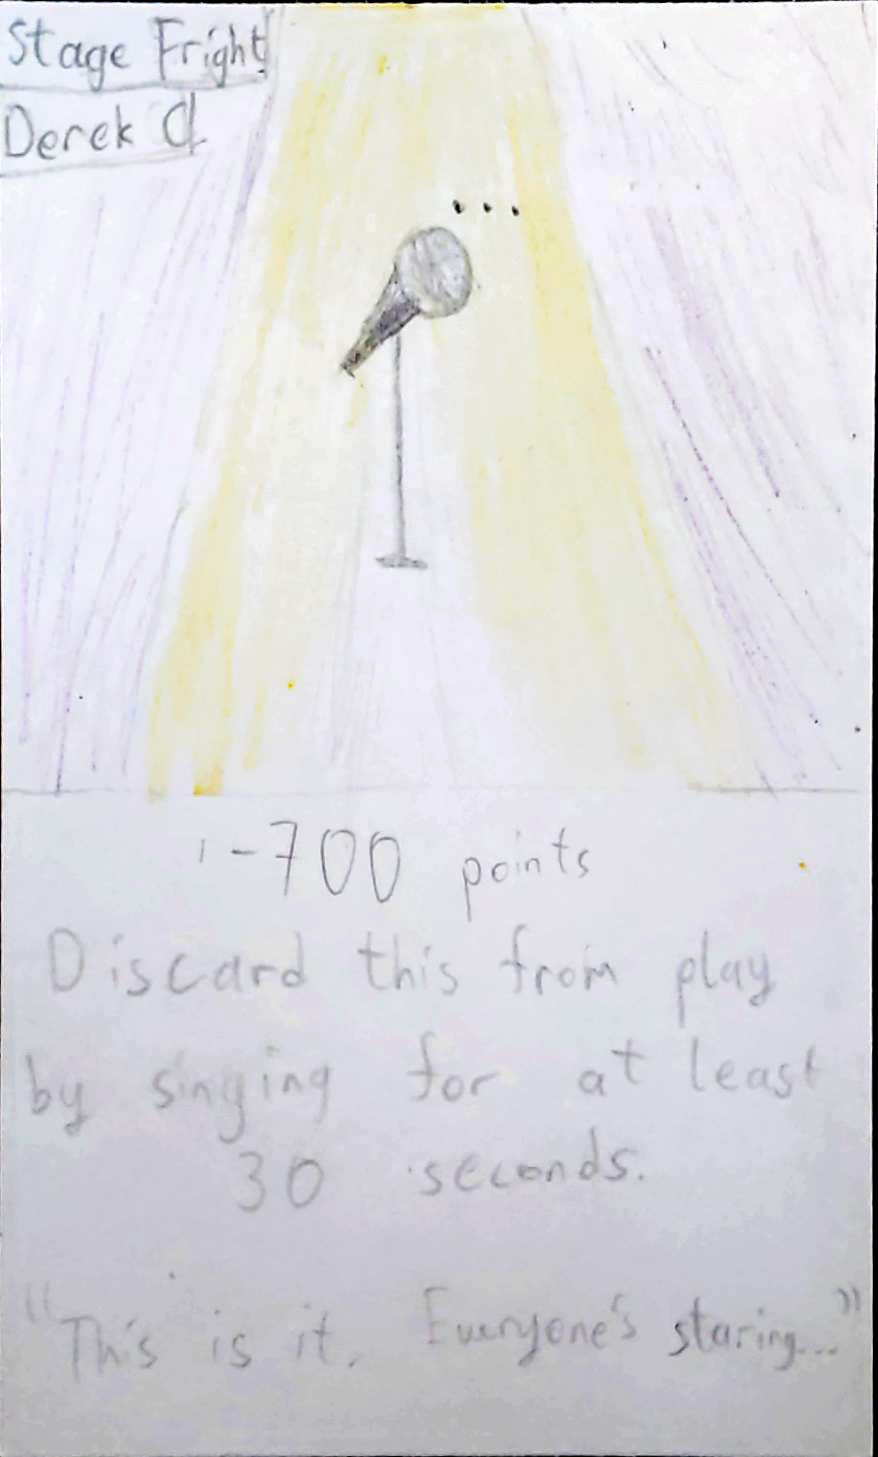 Stage Fright
Derek C
...
-700 points
Discard this from play
by singing for at least
30 seconds.
"This is it. Everyone's staring..."